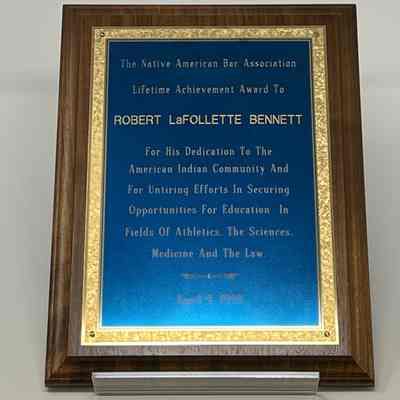 The Native American Bar Association
Lifetime Achievement Award To
ROBERT LaFOLLETTE BENNETT
For His Dedication To The
American Indian Community And
For Untiring Efforts In Securing
Opportunities For Education In
Fields Of Athletics, The Sciences,
Medicine And The Law
April